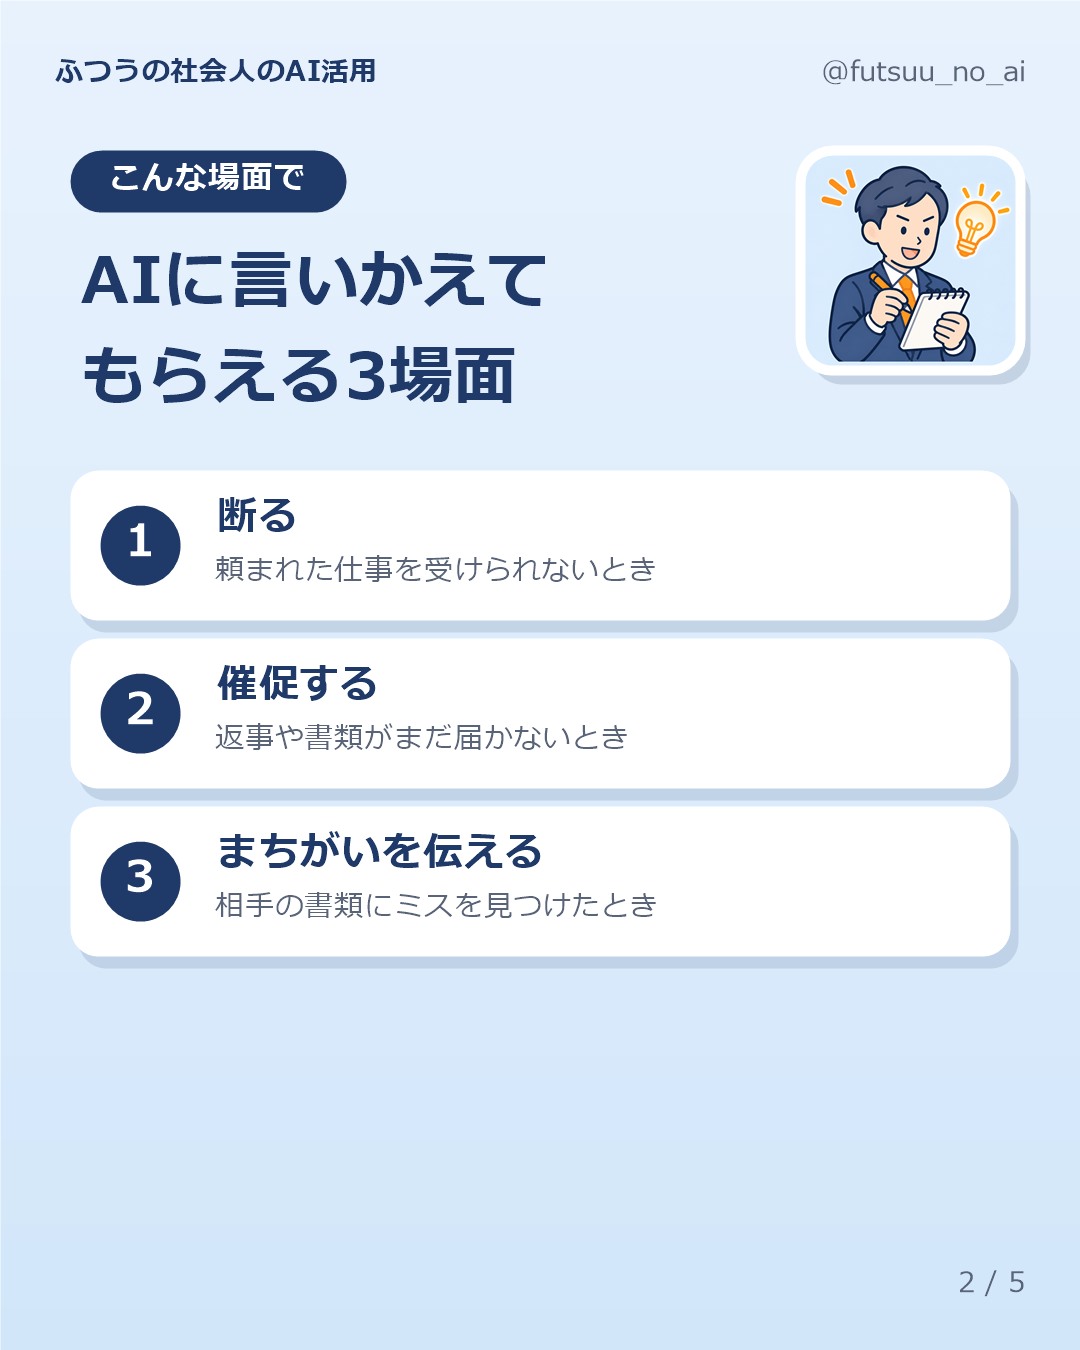 ふつうの社会人のAI活用
@futsuu_no_ai
こんな場面で
AIに言いかえて
もらえる3場面
1
断る
頼まれた仕事を受けられないとき
2
催促する
返事や書類がまだ届かないとき
3
まちがいを伝える
相手の書類にミスを見つけたとき
2 / 5